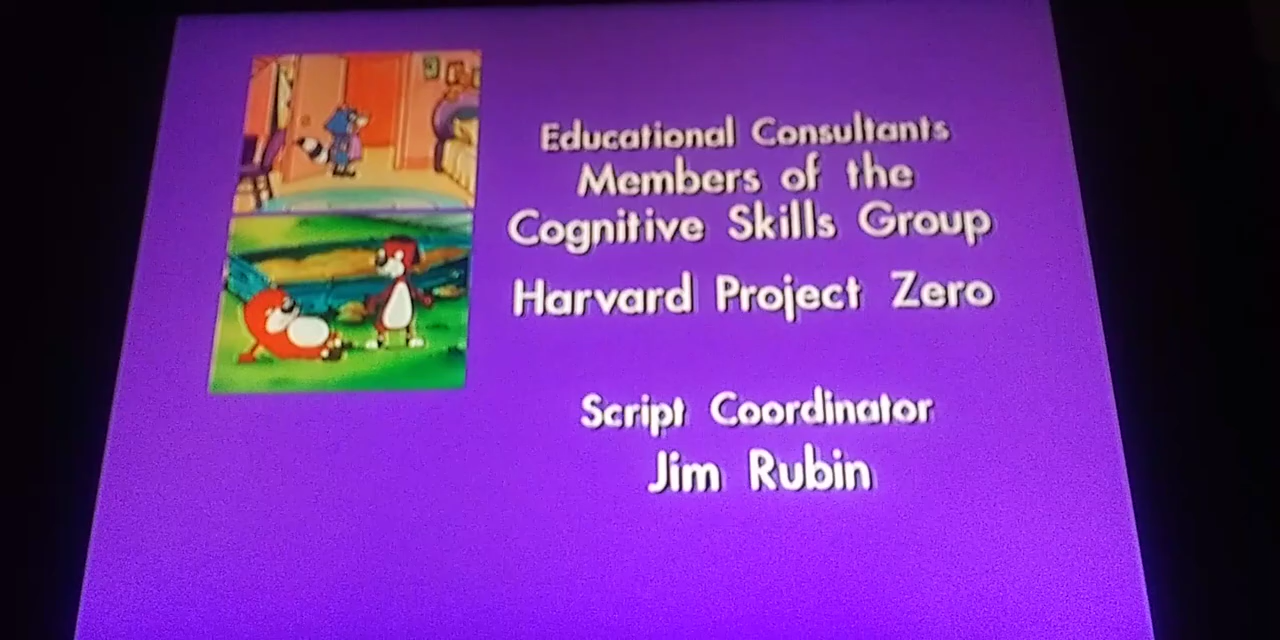 Educational Consultants
Members of the
Cognitive Skills Group
Harvard Project Zero
Script Coordinator
Jim Rubin